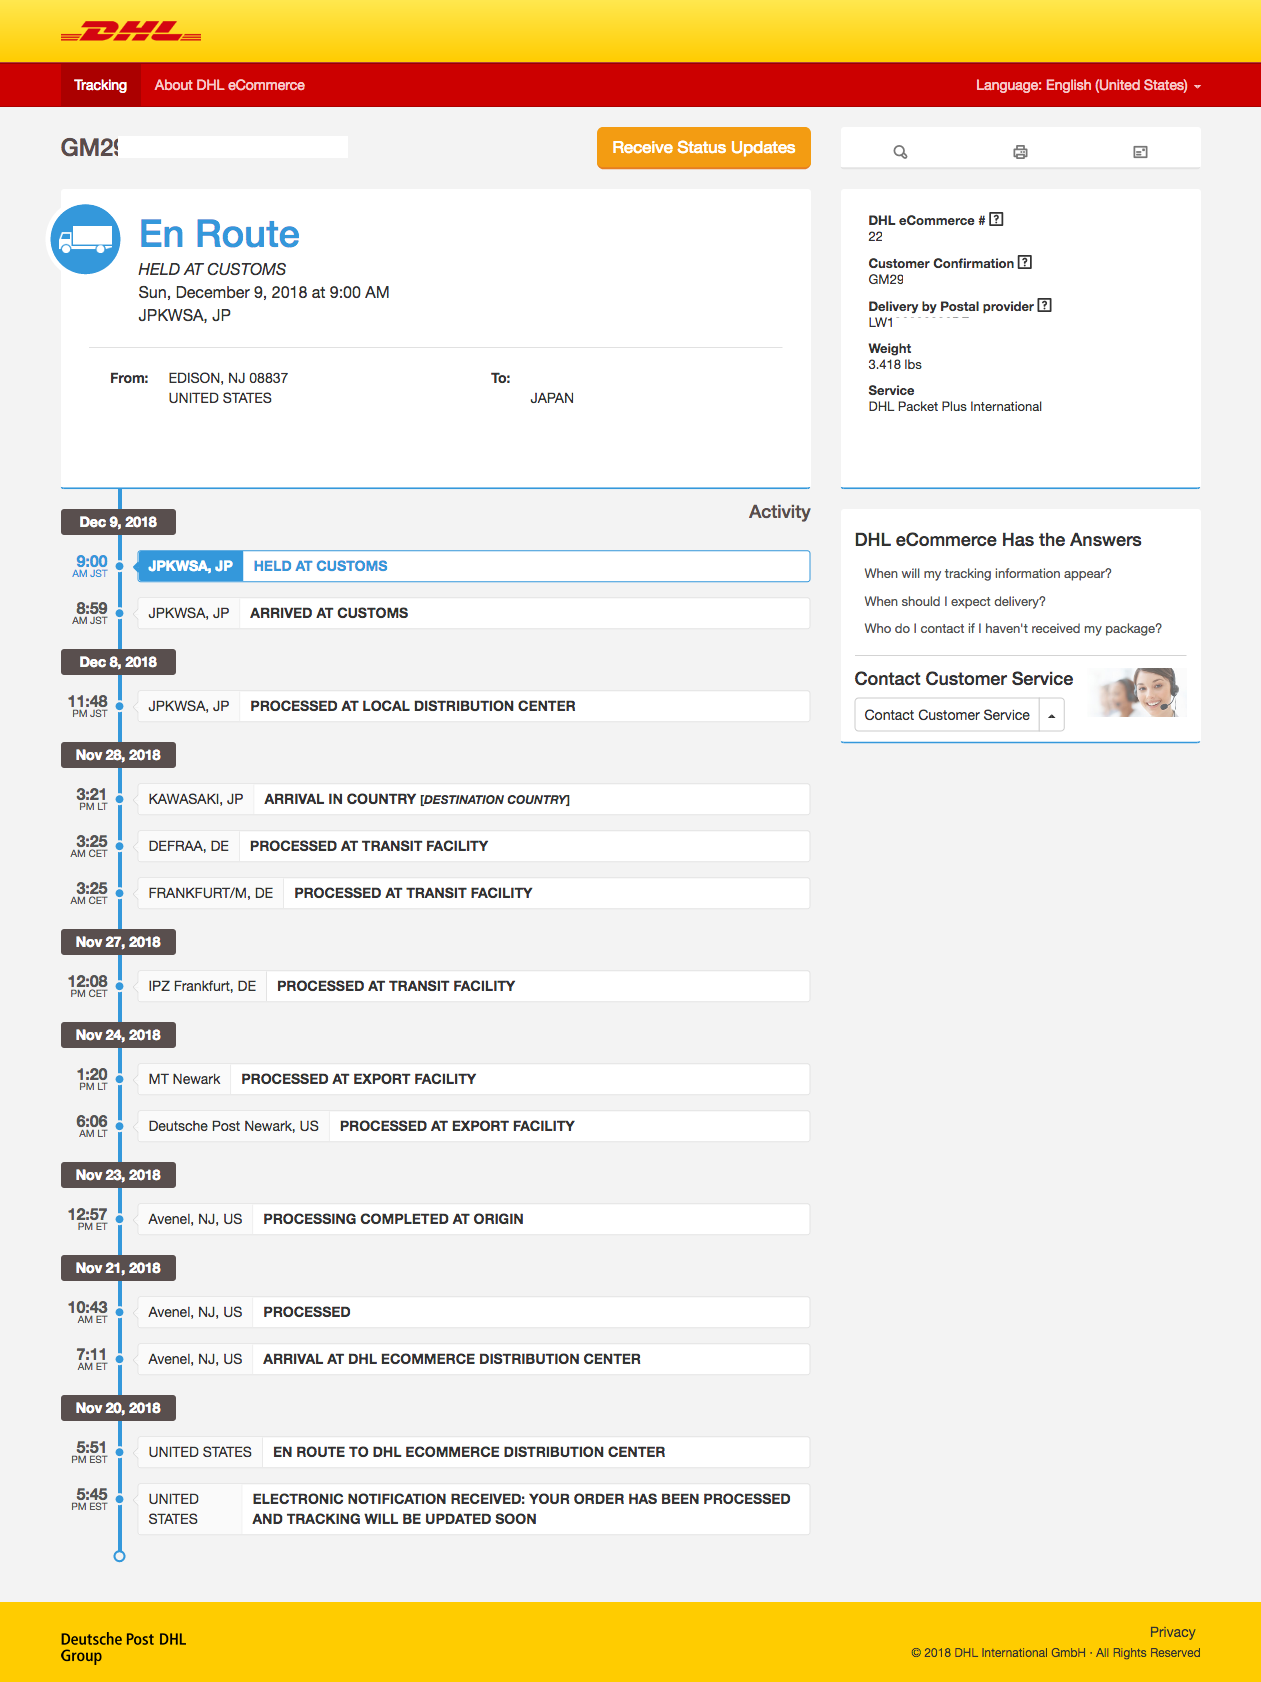 DHL
Tracking About DHL eCommerce Language: English (United States)
GM29
Receive Status Updates
En Route
HELD AT CUSTOMS
Sun, December 9, 2018 at 9:00 AM
JPKWSA, JP
From: EDISON, NJ 08837 To:
UNITED STATES JAPAN
DHL eCommerce # ?
22
Customer Confirmation ?
GM29
Delivery by Postal provider ?
LW1
Weight
3.418 lbs
Service
DHL Packet Plus International
Activity
Dec 9, 2018
9:00 AM JST JPKWSA, JP HELD AT CUSTOMS
8:59 AM JST JPKWSA, JP ARRIVED AT CUSTOMS
Dec 8, 2018
11:48 PM JST JPKWSA, JP PROCESSED AT LOCAL DISTRIBUTION CENTER
Nov 28, 2018
3:21 PM LT KAWASAKI, JP ARRIVAL IN COUNTRY [DESTINATION COUNTRY]
3:25 AM CET DEFRAA, DE PROCESSED AT TRANSIT FACILITY
3:25 AM CET FRANKFURT/M, DE PROCESSED AT TRANSIT FACILITY
Nov 27, 2018
12:08 PM CET IPZ Frankfurt, DE PROCESSED AT TRANSIT FACILITY
Nov 24, 2018
1:20 PM LT MT Newark PROCESSED AT EXPORT FACILITY
6:06 AM LT Deutsche Post Newark, US PROCESSED AT EXPORT FACILITY
Nov 23, 2018
12:57 PM ET Avenel, NJ, US PROCESSING COMPLETED AT ORIGIN
Nov 21, 2018
10:43 AM ET Avenel, NJ, US PROCESSED
7:11 AM ET Avenel, NJ, US ARRIVAL AT DHL ECOMMERCE DISTRIBUTION CENTER
Nov 20, 2018
5:51 PM EST UNITED STATES EN ROUTE TO DHL ECOMMERCE DISTRIBUTION CENTER
5:45 PM EST UNITED STATES ELECTRONIC NOTIFICATION RECEIVED: YOUR ORDER HAS BEEN PROCESSED
AND TRACKING WILL BE UPDATED SOON
DHL eCommerce Has the Answers
When will my tracking information appear?
When should I expect delivery?
Who do I contact if I haven't received my package?
Contact Customer Service
Contact Customer Service
Deutsche Post DHL
Group
Privacy
© 2018 DHL International GmbH · All Rights Reserved